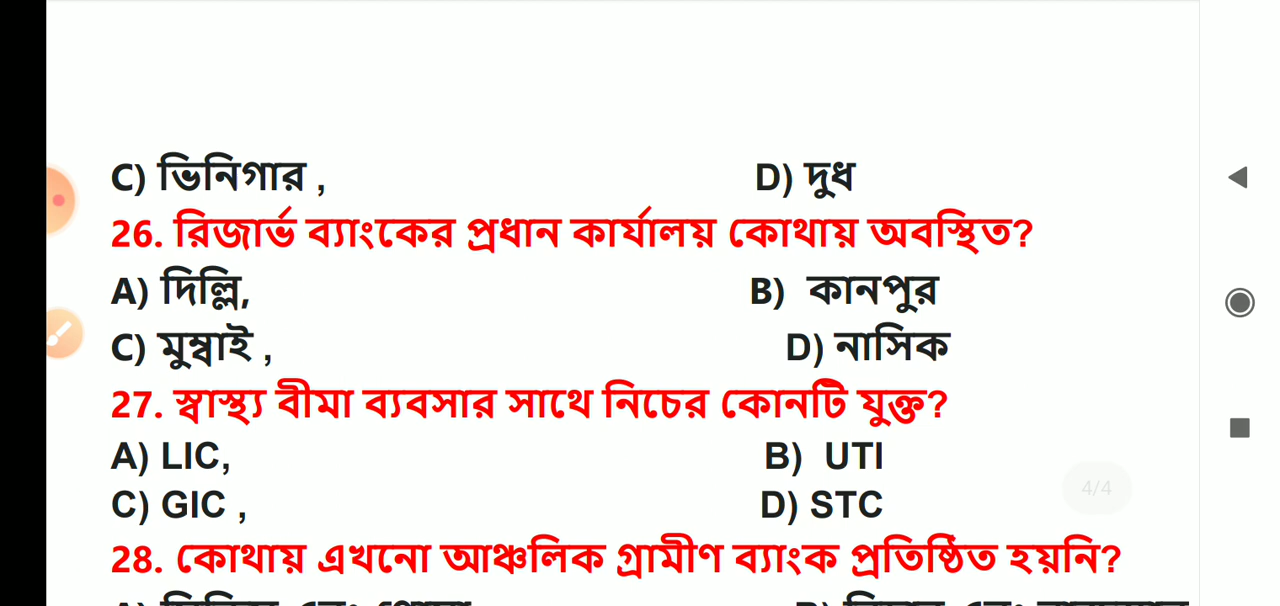 C) ভিনিগার , D) দুধ
26. রিজার্ভ ব্যাংকের প্রধান কার্যালয় কোথায় অবস্থিত?
A) দিল্লি, B) কানপুর
C) মুম্বাই , D) নাসিক
27. স্বাস্থ্য বীমা ব্যবসার সাথে নিচের কোনটি যুক্ত?
A) LIC, B) UTI
C) GIC , D) STC
4/4
28. কোথায় এখনো আঞ্চলিক গ্রামীণ ব্যাংক প্রতিষ্ঠিত হয়নি?